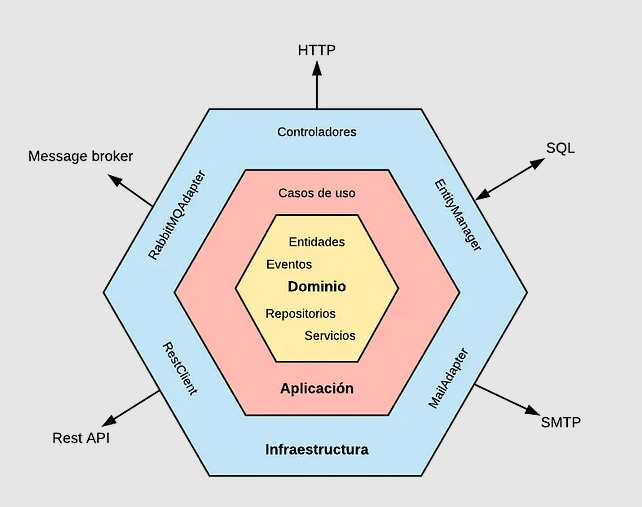 HTTP
Message broker
SQL
Controladores
RabbitMQAdapter
EntityManager
Casos de uso
Entidades
Eventos
Dominio
Repositorios
Servicios
RestClient
MailAdapter
Aplicación
Rest API
SMTP
Infraestructura